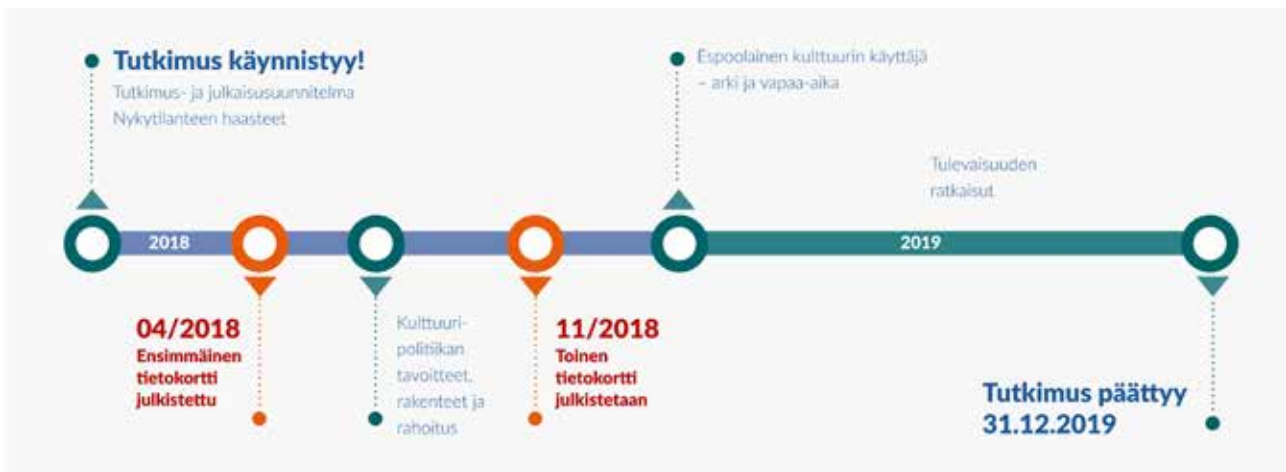 Tutkimus käynnistyy!
Tutkimus- ja julkaisusuunnitelma
Nykytilanteen haasteet
Espoolainen kulttuurin käyttäjä
– arki ja vapaa-aika
Tulevaisuuden
ratkaisut
2018
2019
04/2018
Ensimmäinen
tietokortti
julkistettu
Kulttuuri-
politiikan
tavoitteet,
rakenteet ja
rahoitus
11/2018
Toinen
tietokortti
julkistetaan
Tutkimus päättyy
31.12.2019